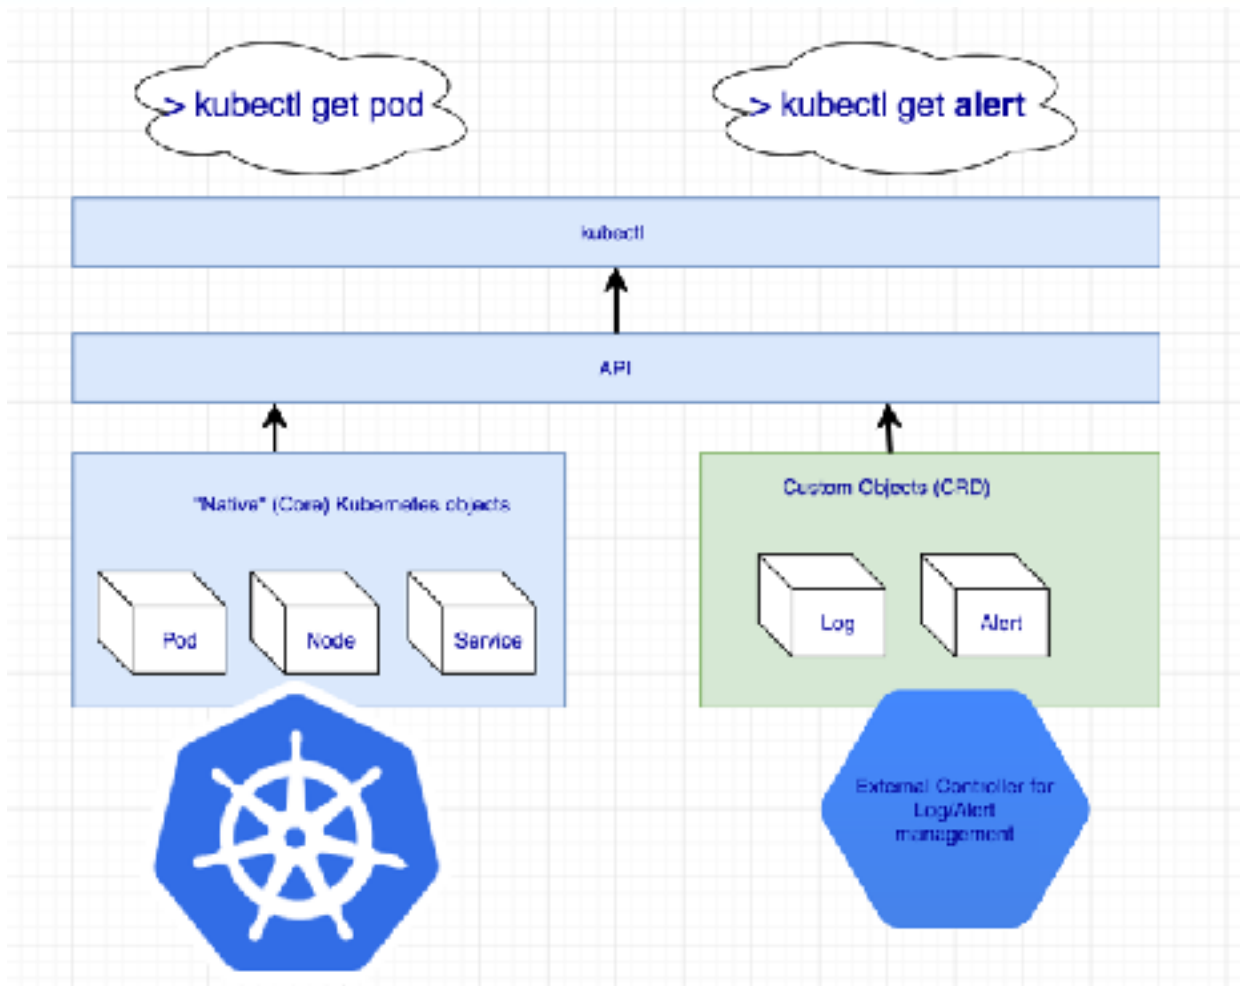 > kubectl get pod
> kubectl get alert
kubectl
API
"Native" (Core) Kubernetes objects
Custom Objects (CRD)
Pod
Node
Service
Log
Alert
External Controller for
Log/Alert
management